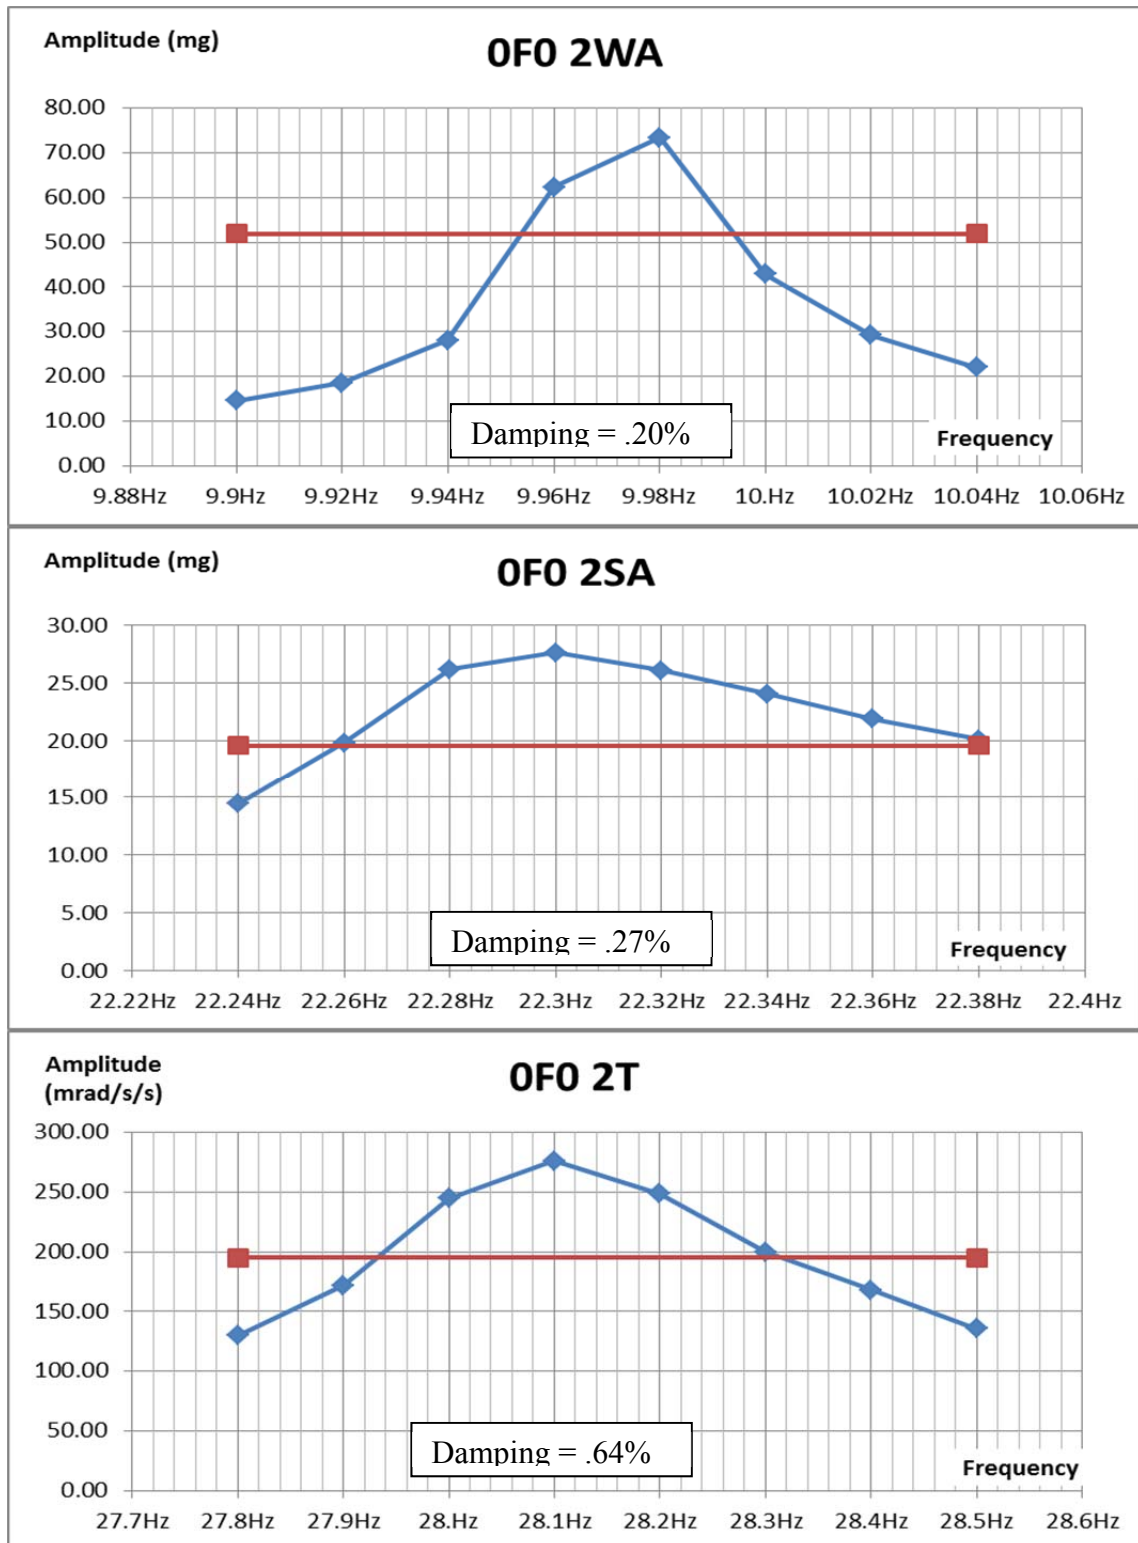 Amplitude (mg)
0F0 2WA
80.00
70.00
60.00
50.00
40.00
30.00
20.00
10.00
0.00
Damping = .20%
Frequency
9.88Hz 9.9Hz 9.92Hz 9.94Hz 9.96Hz 9.98Hz 10.Hz 10.02Hz 10.04Hz 10.06Hz
Amplitude (mg)
0F0 2SA
30.00
25.00
20.00
15.00
10.00
5.00
0.00
Damping = .27%
Frequency
22.22Hz 22.24Hz 22.26Hz 22.28Hz 22.3Hz 22.32Hz 22.34Hz 22.36Hz 22.38Hz 22.4Hz
Amplitude
(mrad/s/s)
0F0 2T
300.00
250.00
200.00
150.00
100.00
50.00
0.00
Damping = .64%
Frequency
27.7Hz 27.8Hz 27.9Hz 28.Hz 28.1Hz 28.2Hz 28.3Hz 28.4Hz 28.5Hz 28.6Hz